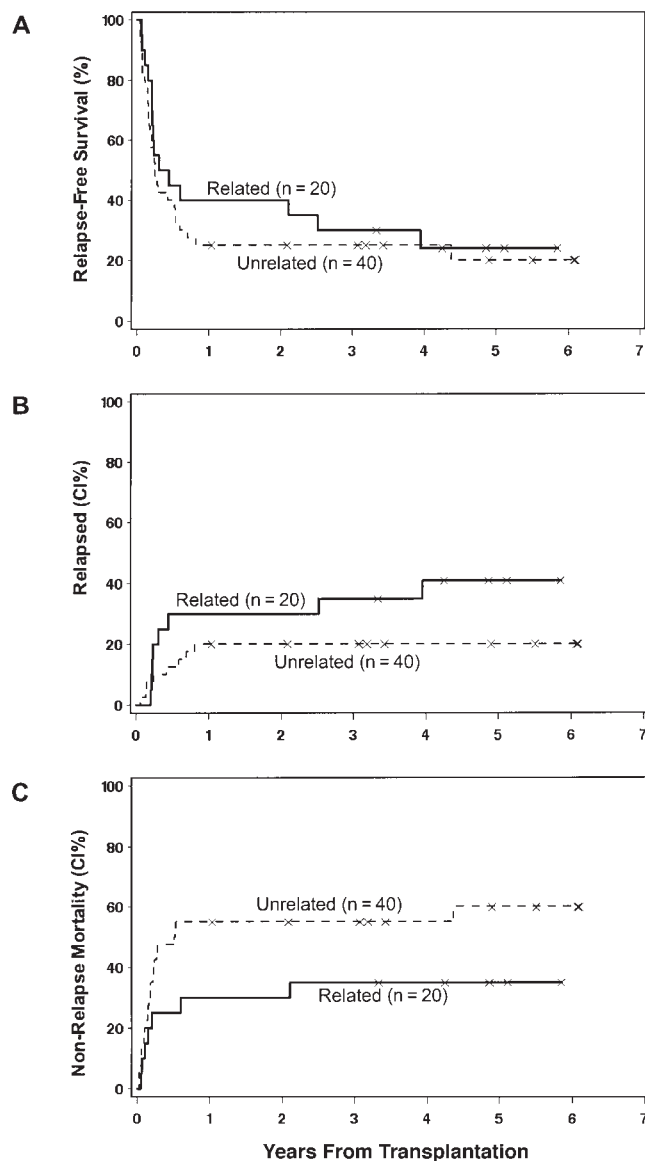 A
Relapse-Free Survival (%)
100
80
60
40
20
0
Related (n = 20)
Unrelated (n = 40)
0 1 2 3 4 5 6 7
B
Relapsed (CI%)
100
80
60
40
20
0
Related (n = 20)
Unrelated (n = 40)
0 1 2 3 4 5 6 7
C
Non-Relapse Mortality (CI%)
100
80
60
40
20
0
Unrelated (n = 40)
Related (n = 20)
0 1 2 3 4 5 6 7
Years From Transplantation